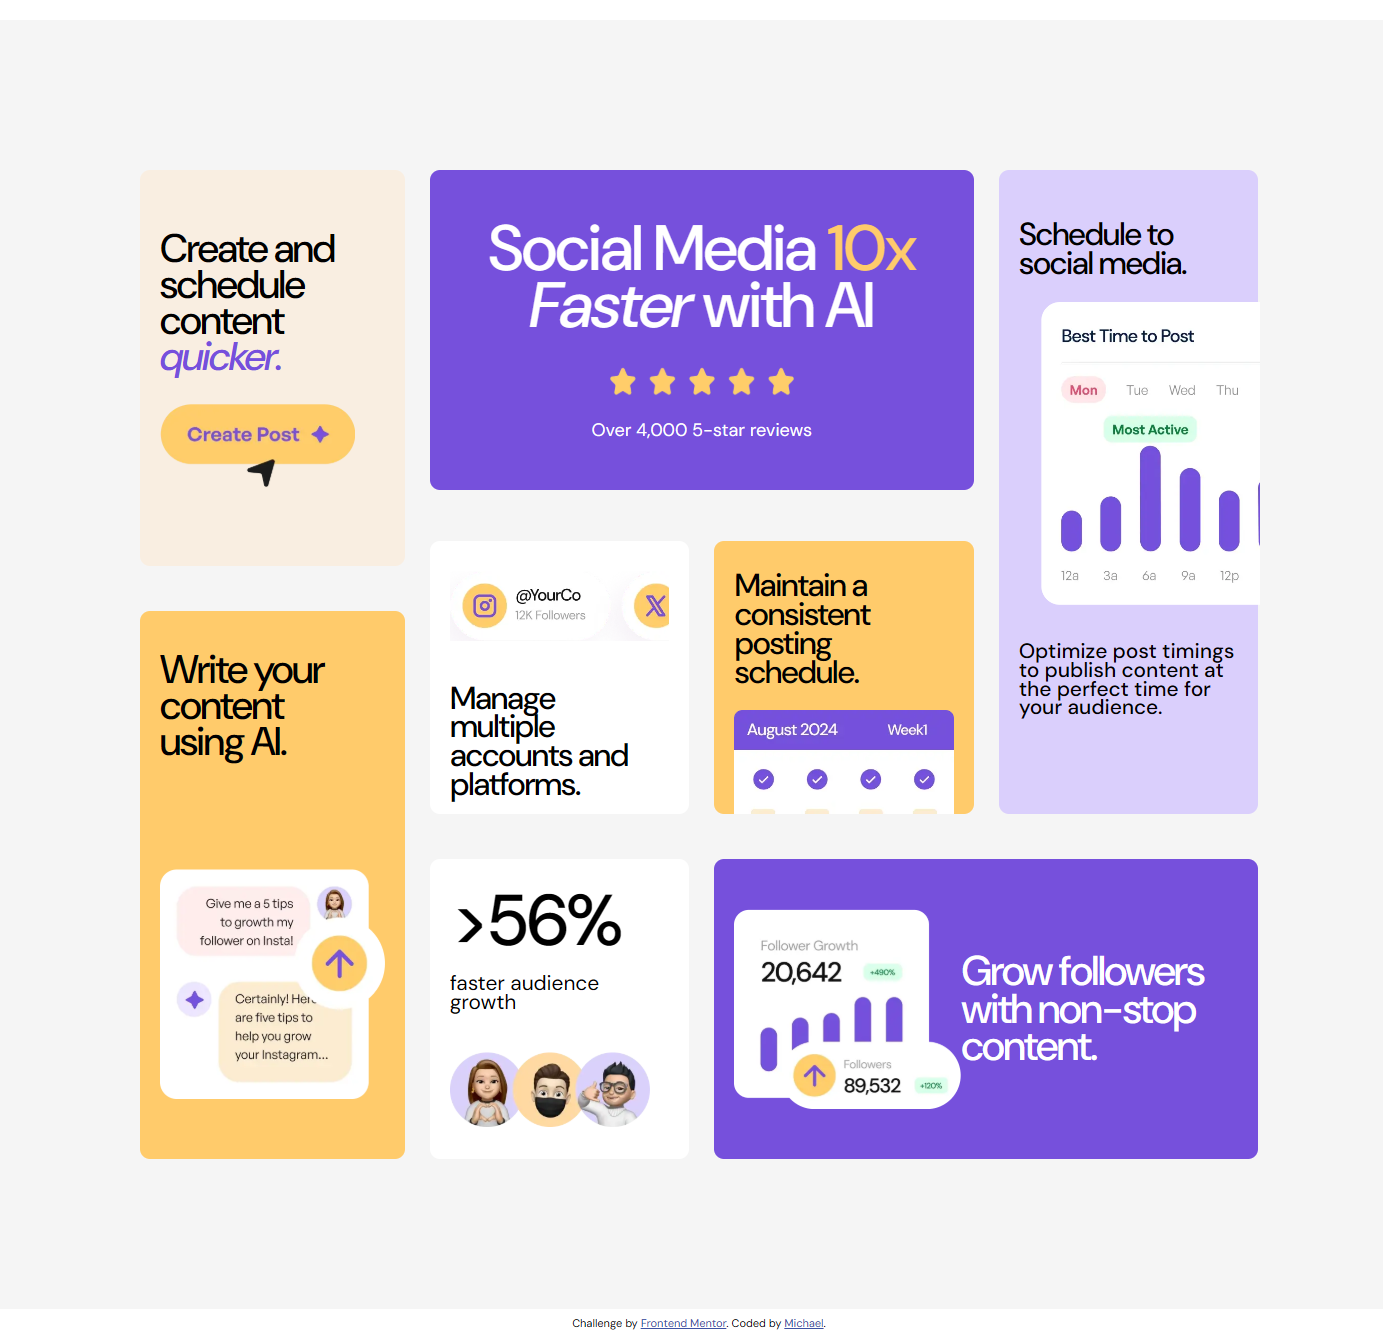 Create and
schedule
content
quicker.
Create Post
Social Media 10x
Faster with AI
Over 4,000 5-star reviews
Schedule to
social media.
Best Time to Post
Mon Tue Wed Thu
Most Active
12a 3a 6a 9a 12p
Optimize post timings
to publish content at
the perfect time for
your audience.
@YourCo
12K Followers
Manage
multiple
accounts and
platforms.
Maintain a
consistent
posting
schedule.
August 2024 Week1
Write your
content
using AI.
Give me a 5 tips
to growth my
follower on Insta!
Certainly! Here
are five tips to
help you grow
your Instagram...
>56%
faster audience
growth
Follower Growth
20,642 +490%
Followers
89,532 +120%
Grow followers
with non-stop
content.
Challenge by Frontend Mentor. Coded by Michael.